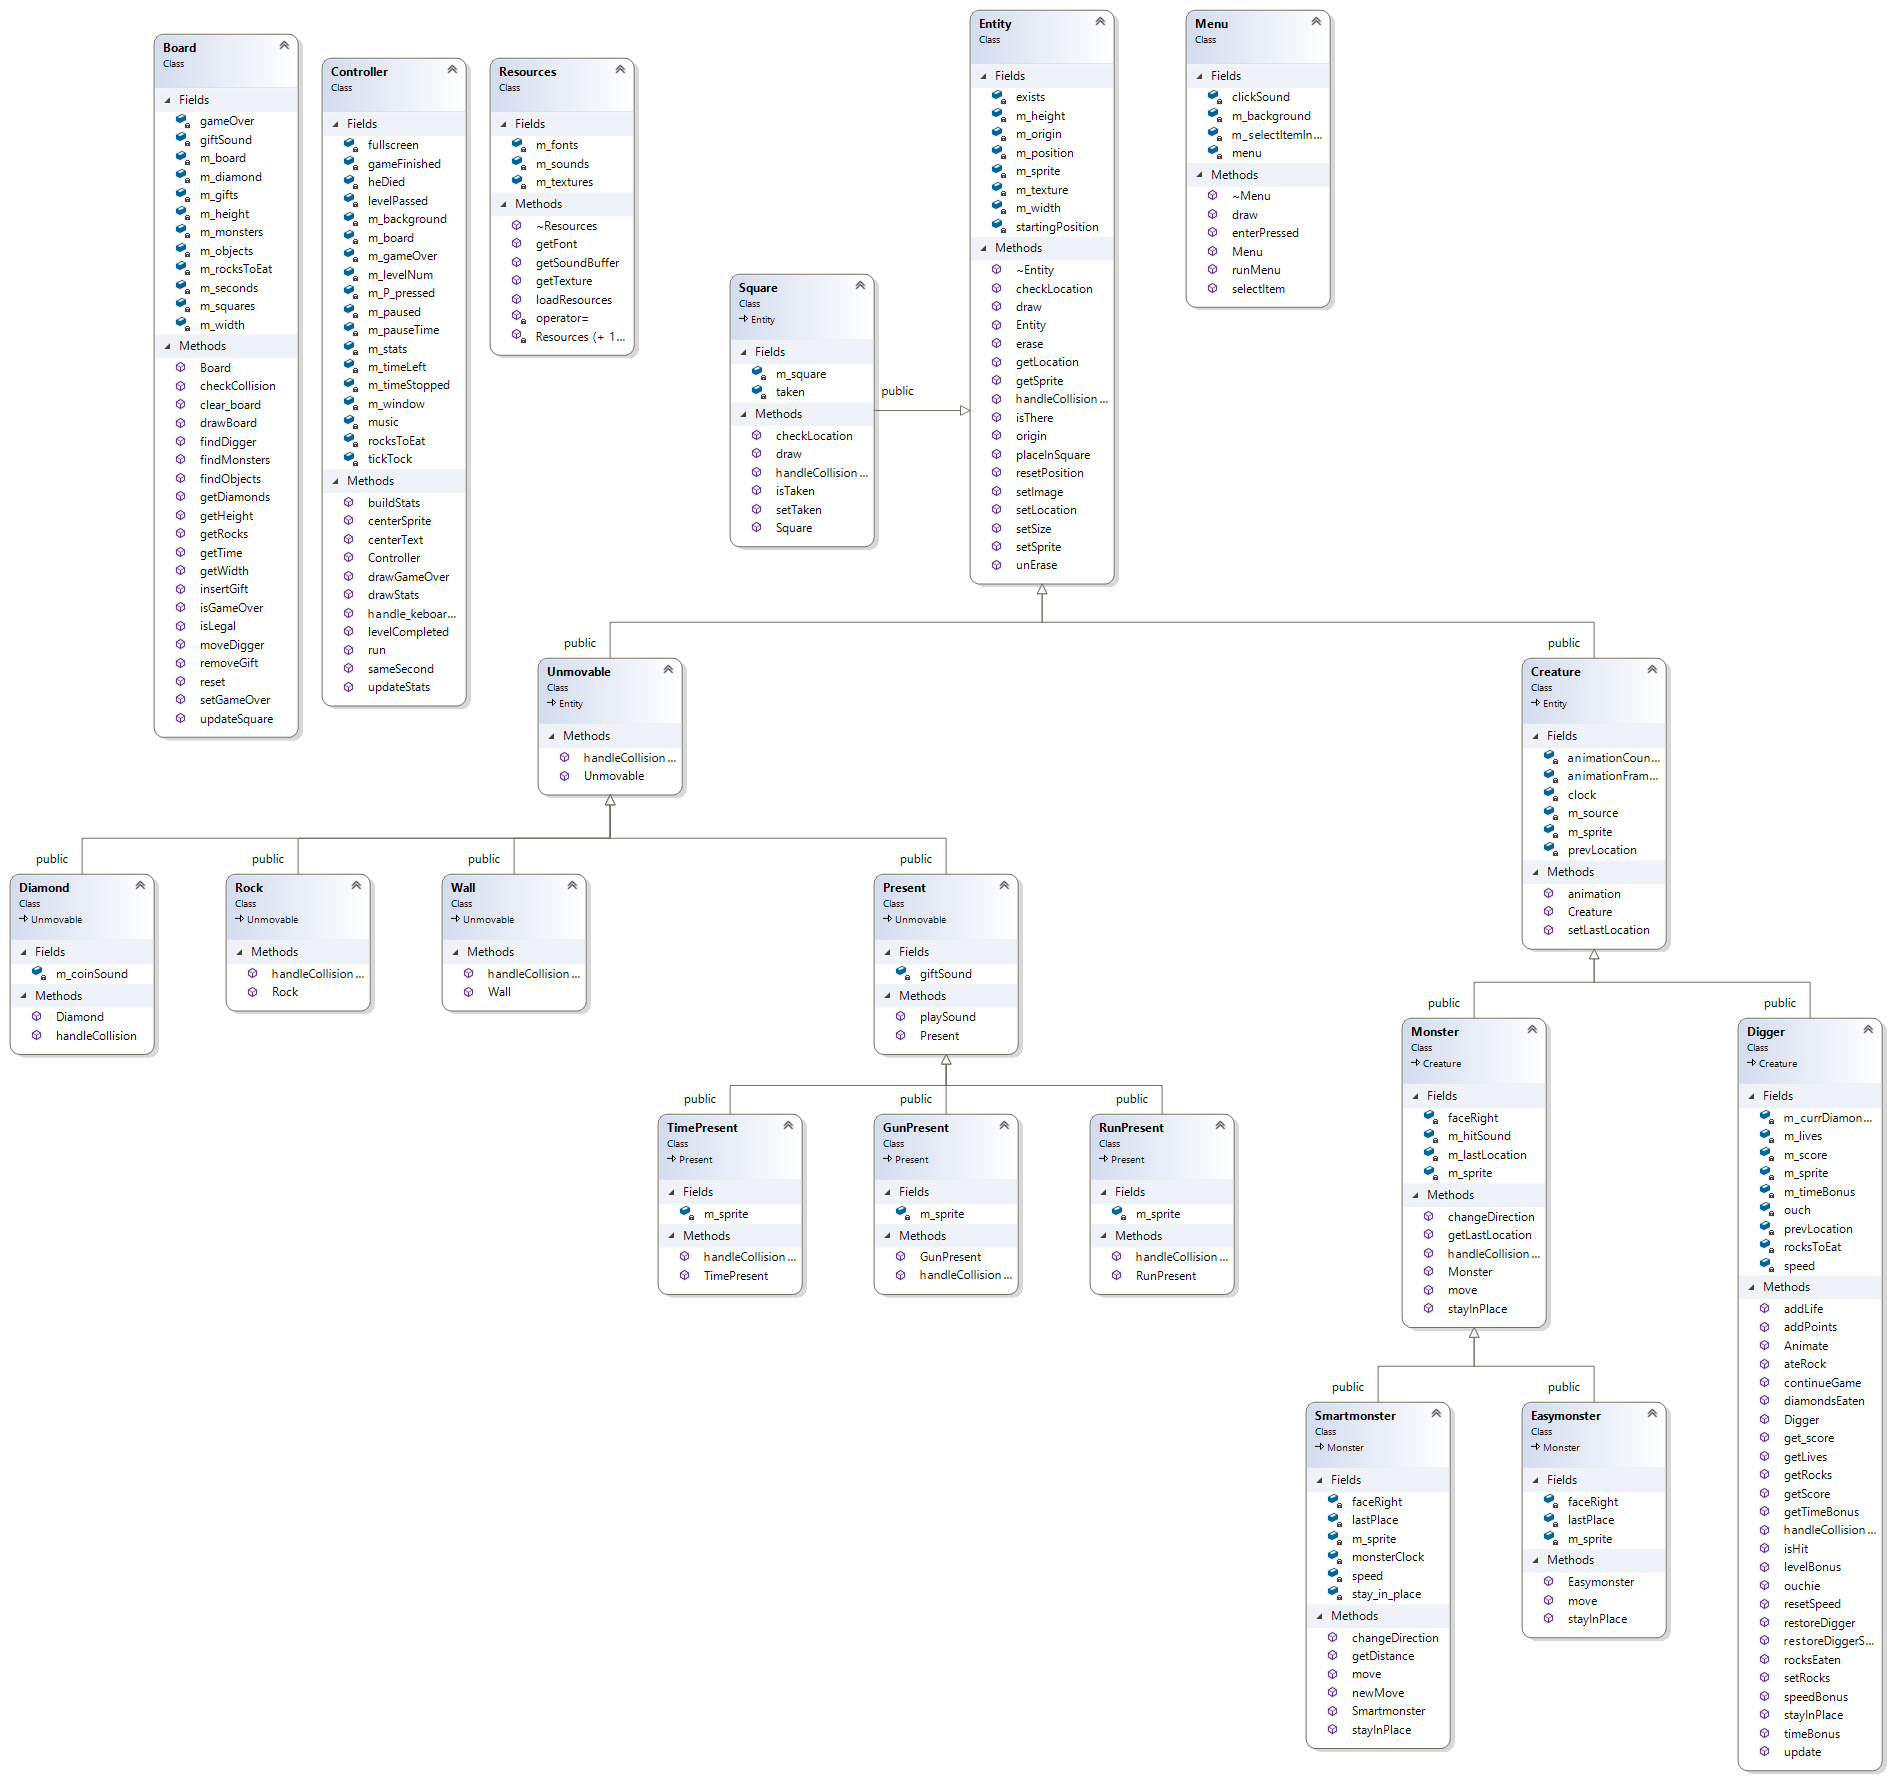 Board
Class
Fields
gameOver
giftSound
m_board
m_diamond
m_gifts
m_height
m_monsters
m_objects
m_rocksToEat
m_seconds
m_squares
m_width
Methods
Board
checkCollision
clear_board
drawBoard
findDigger
findMonsters
findObjects
getDiamonds
getHeight
getRocks
getTime
getWidth
insertGift
isGameOver
isLegal
moveDigger
removeGift
reset
setGameOver
updateSquare
Controller
Class
Fields
fullscreen
gameFinished
heDied
levelPassed
m_background
m_board
m_gameOver
m_levelNum
m_P_pressed
m_paused
m_pauseTime
m_stats
m_timeLeft
m_timeStopped
m_window
music
rocksToEat
tickTock
Methods
buildStats
centerSprite
centerText
Controller
drawGameOver
drawStats
handle_keboar...
levelCompleted
run
sameSecond
updateStats
Resources
Class
Fields
m_fonts
m_sounds
m_textures
Methods
~Resources
getFont
getSoundBuffer
getTexture
loadResources
operator=
Resources (+ 1...
Square
Class
Entity
Fields
m_square
taken
Methods
checkLocation
draw
handleCollision ...
isTaken
setTaken
Square
public
Entity
Class
Fields
exists
m_height
m_origin
m_position
m_sprite
m_texture
m_width
startingPosition
Methods
~Entity
checkLocation
draw
Entity
erase
getLocation
getSprite
handleCollision ...
isThere
origin
placeInSquare
resetPosition
setImage
setLocation
setSize
setSprite
unErase
Menu
Class
Fields
clickSound
m_background
m_selectItemIn...
menu
Methods
~Menu
draw
enterPressed
Menu
runMenu
selectItem
public
Unmovable
Class
Entity
Methods
handleCollision ...
Unmovable
public
Creature
Class
Entity
Fields
animationCoun...
animationFram...
clock
m_source
m_sprite
prevLocation
Methods
animation
Creature
setLastLocation
public
Diamond
Class
Unmovable
Fields
m_coinSound
Methods
Diamond
handleCollision
public
Rock
Class
Unmovable
Methods
handleCollision ...
Rock
public
Wall
Class
Unmovable
Methods
handleCollision ...
Wall
public
Present
Class
Unmovable
Fields
giftSound
Methods
playSound
Present
public
TimePresent
Class
Present
Fields
m_sprite
Methods
handleCollision ...
TimePresent
public
GunPresent
Class
Present
Fields
m_sprite
Methods
GunPresent
handleCollision ...
public
RunPresent
Class
Present
Fields
m_sprite
Methods
handleCollision ...
RunPresent
public
Monster
Class
Creature
Fields
faceRight
m_hitSound
m_lastLocation
m_sprite
Methods
changeDirection
getLastLocation
handleCollision ...
Monster
move
stayInPlace
public
Digger
Class
Creature
Fields
m_currDiamon...
m_lives
m_score
m_sprite
m_timeBonus
ouch
prevLocation
rocksToEat
speed
Methods
addLife
addPoints
Animate
ateRock
continueGame
diamondsEaten
Digger
get_score
getLives
getRocks
getScore
getTimeBonus
handleCollision ...
isHit
levelBonus
ouchie
resetSpeed
restoreDigger
restoreDiggerS...
rocksEaten
setRocks
speedBonus
stayInPlace
timeBonus
update
public
Smartmonster
Class
Monster
Fields
faceRight
lastPlace
m_sprite
monsterClock
speed
stay_in_place
Methods
changeDirection
getDistance
move
newMove
Smartmonster
stayInPlace
public
Easymonster
Class
Monster
Fields
faceRight
lastPlace
m_sprite
Methods
Easymonster
move
stayInPlace